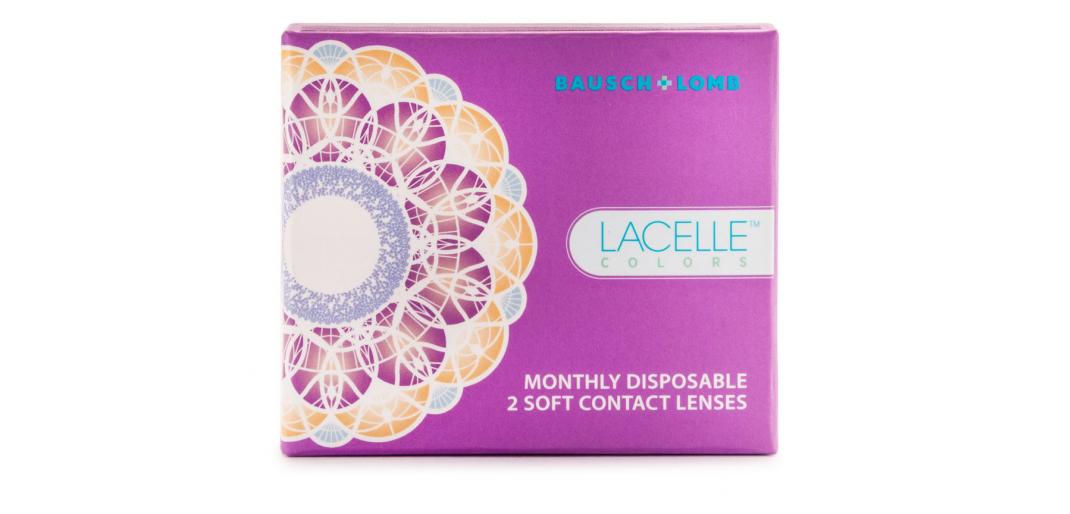 BAUSCH + LOMB
LACELLE™
COLORS
MONTHLY DISPOSABLE
2 SOFT CONTACT LENSES